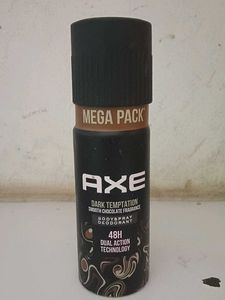 MEGA PACK
AXE
DARK TEMPTATION
SMOOTH CHOCOLATE FRAGRANCE
BODYSPRAY
DEODORANT
48H
DUAL ACTION
TECHNOLOGY